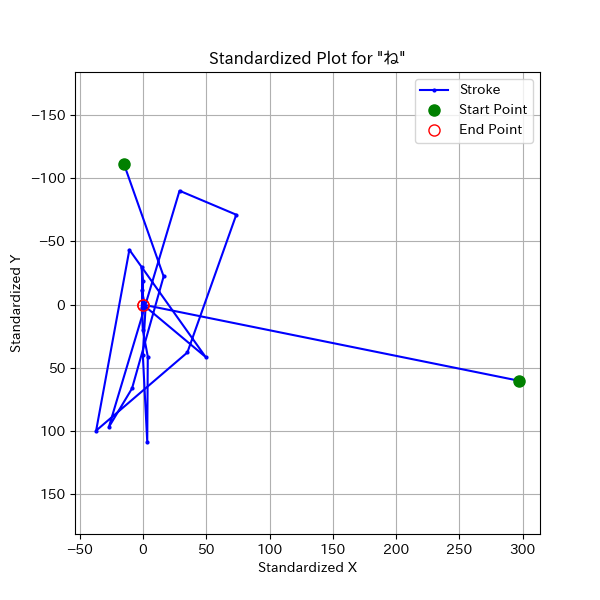 Standardized Plot for "ね"
Stroke
Start Point
End Point
Standardized Y
−150
−100
−50
0
50
100
150
−50 0 50 100 150 200 250 300
Standardized X